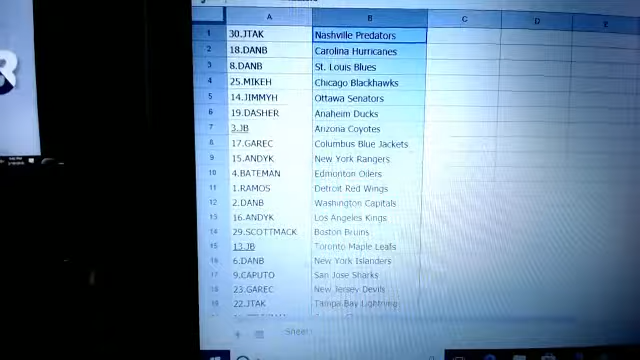 A B C D E
1 30.JTAK Nashville Predators
2 18.DANB Carolina Hurricanes
3 8.DANB St. Louis Blues
4 25.MIKEH Chicago Blackhawks
5 14.JIMMYH Ottawa Senators
6 19.DASHER Anaheim Ducks
7 3.JB Arizona Coyotes
8 17.GAREC Columbus Blue Jackets
9 15.ANDYK New York Rangers
10 4.BATEMAN Edmonton Oilers
11 1.RAMOS Detroit Red Wings
12 2.DANB Washington Capitals
13 16.ANDYK Los Angeles Kings
14 29.SCOTTMACK Boston Bruins
15 13.JB Toronto Maple Leafs
16 6.DANB New York Islanders
17 9.CAPUTO San Jose Sharks
18 23.GAREC New Jersey Devils
19 22.JTAK Tampa Bay Lightning
Sheet